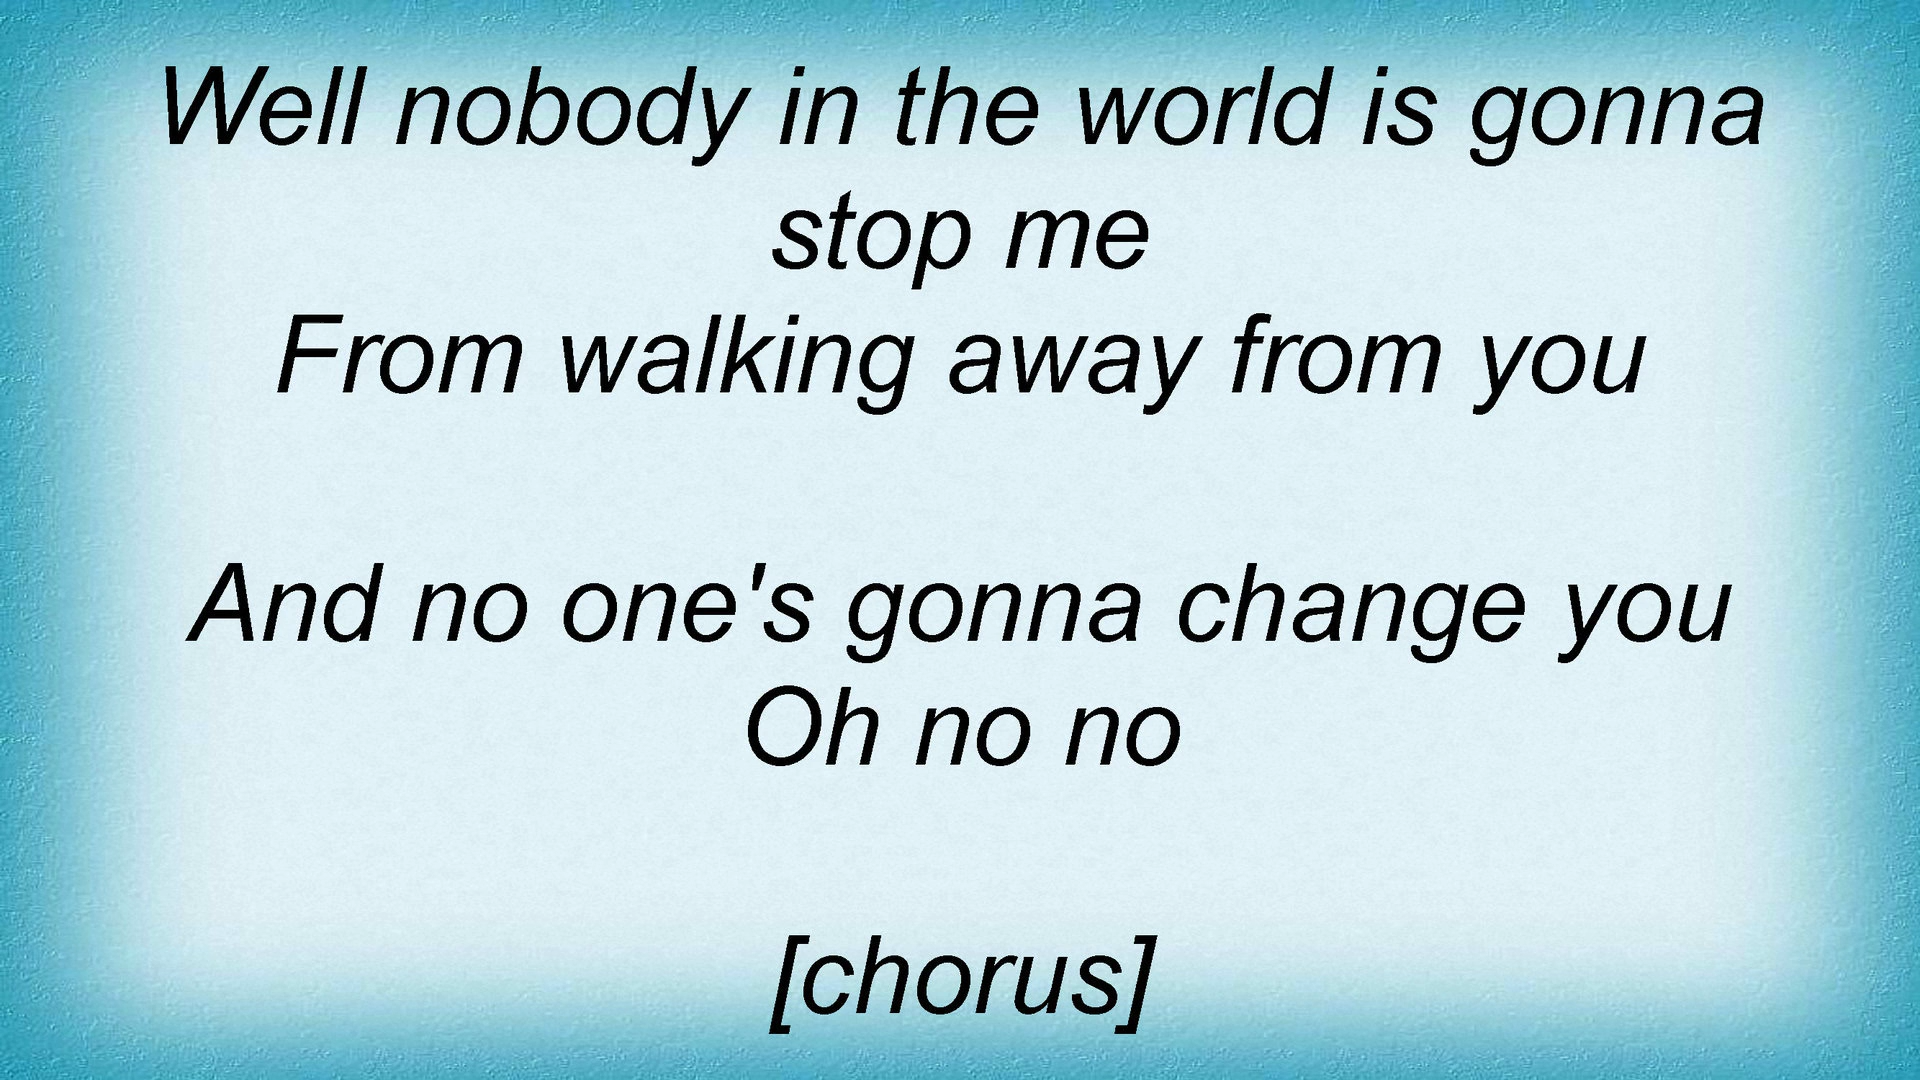 Well nobody in the world is gonna
stop me
From walking away from you
And no one's gonna change you
Oh no no
[chorus]